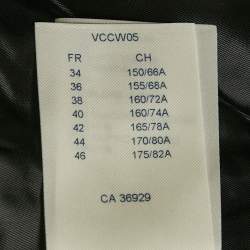 VCCW05
FR CH
34 150/66A
36 155/68A
38 160/72A
40 160/74A
42 165/78A
44 170/80A
46 175/82A
CA 36929